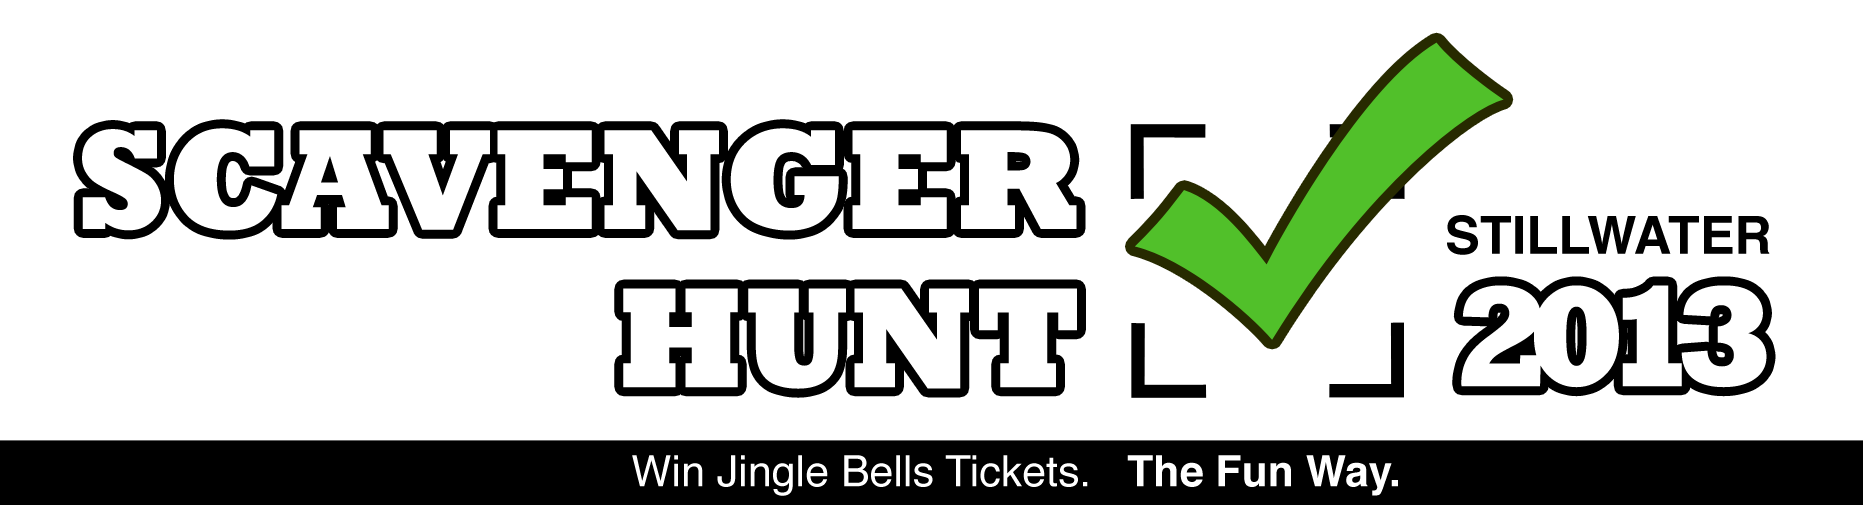 SCAVENGER
HUNT
STILLWATER
2013
Win Jingle Bells Tickets. The Fun Way.